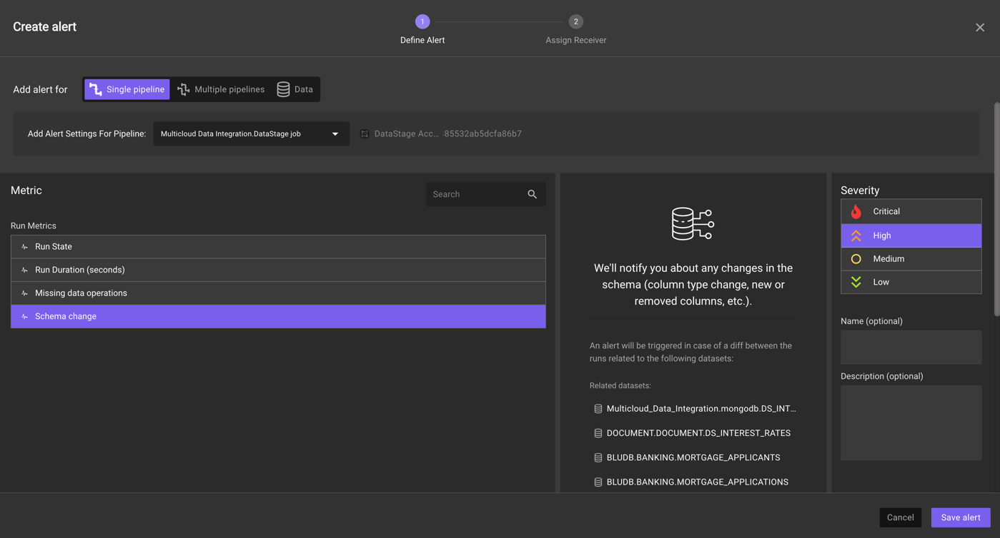 Create alert
1
2
Define Alert
Assign Receiver
Add alert for
Single pipeline
Multiple pipelines
Data
Add Alert Settings For Pipeline:
Multicloud Data Integration.DataStage job
DataStage Acc... :85532ab5dcfa86b7
Metric
Search
Run Metrics
Run State
Run Duration (seconds)
Missing data operations
Schema change
We'll notify you about any changes in the
schema (column type change, new or
removed columns, etc.).
An alert will be triggered in case of a diff between the
runs related to the following datasets:
Related datasets:
Multicloud_Data_Integration.mongodb.DS_INT...
DOCUMENT.DOCUMENT.DS_INTEREST_RATES
BLUDB.BANKING.MORTGAGE_APPLICANTS
BLUDB.BANKING.MORTGAGE_APPLICATIONS
Severity
Critical
High
Medium
Low
Name (optional)
Description (optional)
Cancel
Save alert